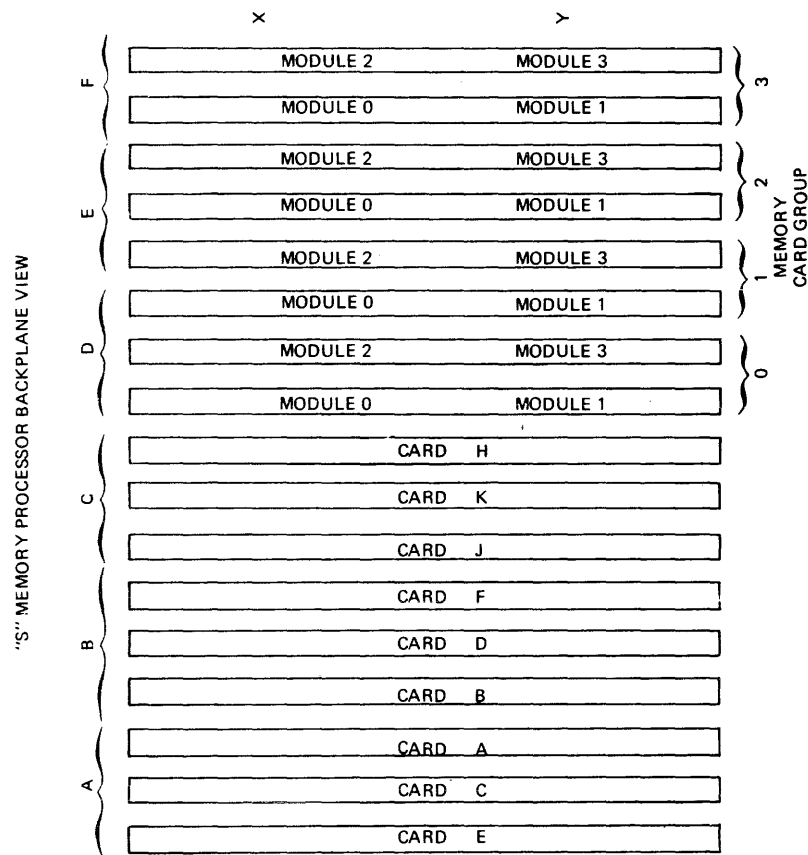 "S" MEMORY PROCESSOR BACKPLANE VIEW
X Y
F
MODULE 2 MODULE 3
MODULE 0 MODULE 1
3
E
MODULE 2 MODULE 3
MODULE 0 MODULE 1
2
MODULE 2 MODULE 3
D
MODULE 0 MODULE 1
1
MEMORY
CARD GROUP
MODULE 2 MODULE 3
MODULE 0 MODULE 1
0
C
CARD H
CARD K
CARD J
B
CARD F
CARD D
CARD B
A
CARD A
CARD C
CARD E